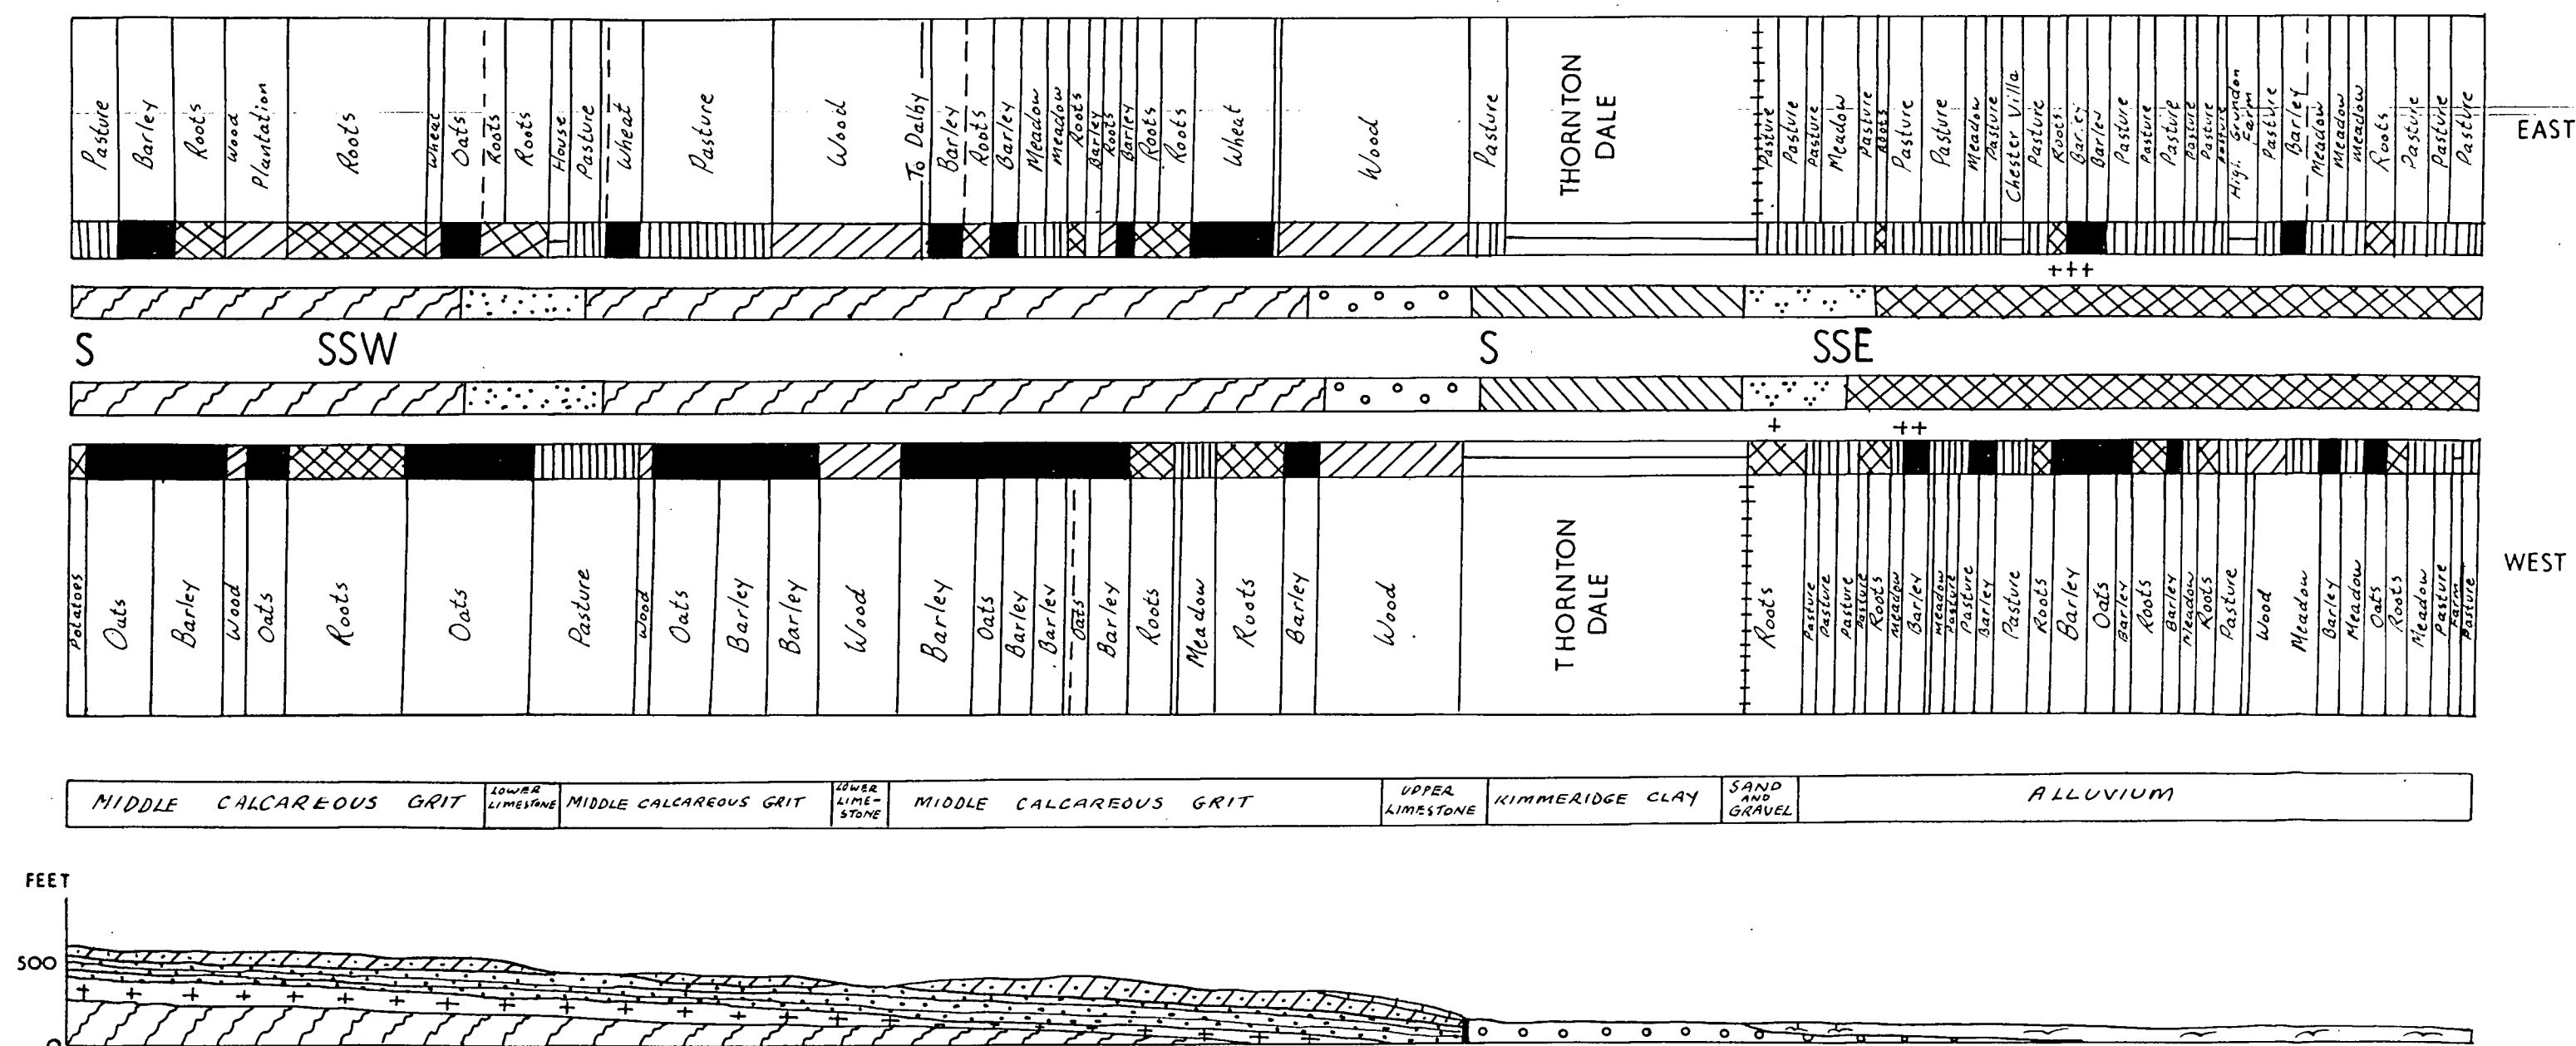 Pasture
Barley
Roots
Wood
Plantation
Roots
Wheat
Oats
Roots
Roots
House
Pasture
Wheat
Pasture
Wood
To Dalby
Barley
Roots
Barley
Meadow
Meadow
Roots
Barley
Roots
Barley
Roots
Roots
Wheat
Wood
Pasture
THORNTON
DALE
Pasture
Pasture
Pasture
Meadow
Pasture
Roots
Pasture
Pasture
Meadow
Pasture
Chester Villa
Pasture
Roots
Barley
Barley
Pasture
Pasture
Pasture
Pasture
Pasture
Pasture
High Grundon
Farm
Pasture
Barley
Meadow
Meadow
Meadow
Roots
Pasture
Pasture
Pasture
EAST
S
SSW
S
SSE
Potatoes
Oats
Barley
Wood
Oats
Roots
Oats
Pasture
Wood
Oats
Barley
Barley
Wood
Barley
Oats
Barley
Barley
Oats
Barley
Roots
Meadow
Roots
Barley
Wood
THORNTON
DALE
Roots
Pasture
Pasture
Pasture
Pasture
Roots
Meadow
Barley
Meadow
Pasture
Pasture
Barley
Pasture
Roots
Barley
Oats
Barley
Roots
Barley
Meadow
Roots
Pasture
Wood
Meadow
Barley
Meadow
Oats
Roots
Meadow
Pasture
Farm
Pasture
WEST
MIDDLE CALCAREOUS GRIT
LOWER
LIMESTONE
MIDDLE CALCAREOUS GRIT
LOWER
LIME-
STONE
MIDDLE CALCAREOUS GRIT
UPPER
LIMESTONE
KIMMERIDGE CLAY
SAND
AND
GRAVEL
ALLUVIUM
FEET
500
0